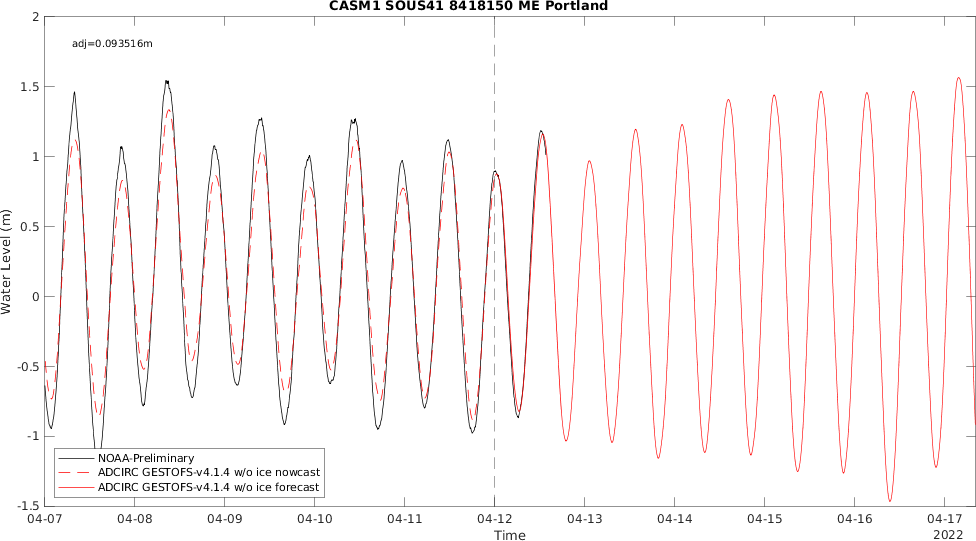 CASM1 SOUS41 8418150 ME Portland
adj=0.093516m
2
1.5
1
0.5
0
-0.5
-1
-1.5
Water Level (m)
NOAA-Preliminary
ADCIRC GESTOFS-v4.1.4 w/o ice nowcast
ADCIRC GESTOFS-v4.1.4 w/o ice forecast
04-07 04-08 04-09 04-10 04-11 04-12 04-13 04-14 04-15 04-16 04-17
Time
2022